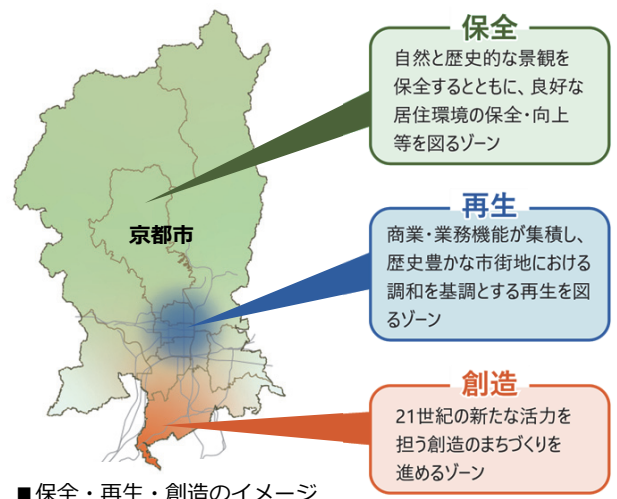 保全
自然と歴史的な景観を
保全するとともに、良好な
居住環境の保全・向上
等を図るゾーン
京都市
再生
商業・業務機能が集積し、
歴史豊かな市街地における
調和を基調とする再生を図
るゾーン
創造
21世紀の新たな活力を
担う創造のまちづくりを
進めるゾーン
■保全・再生・創造のイメージ